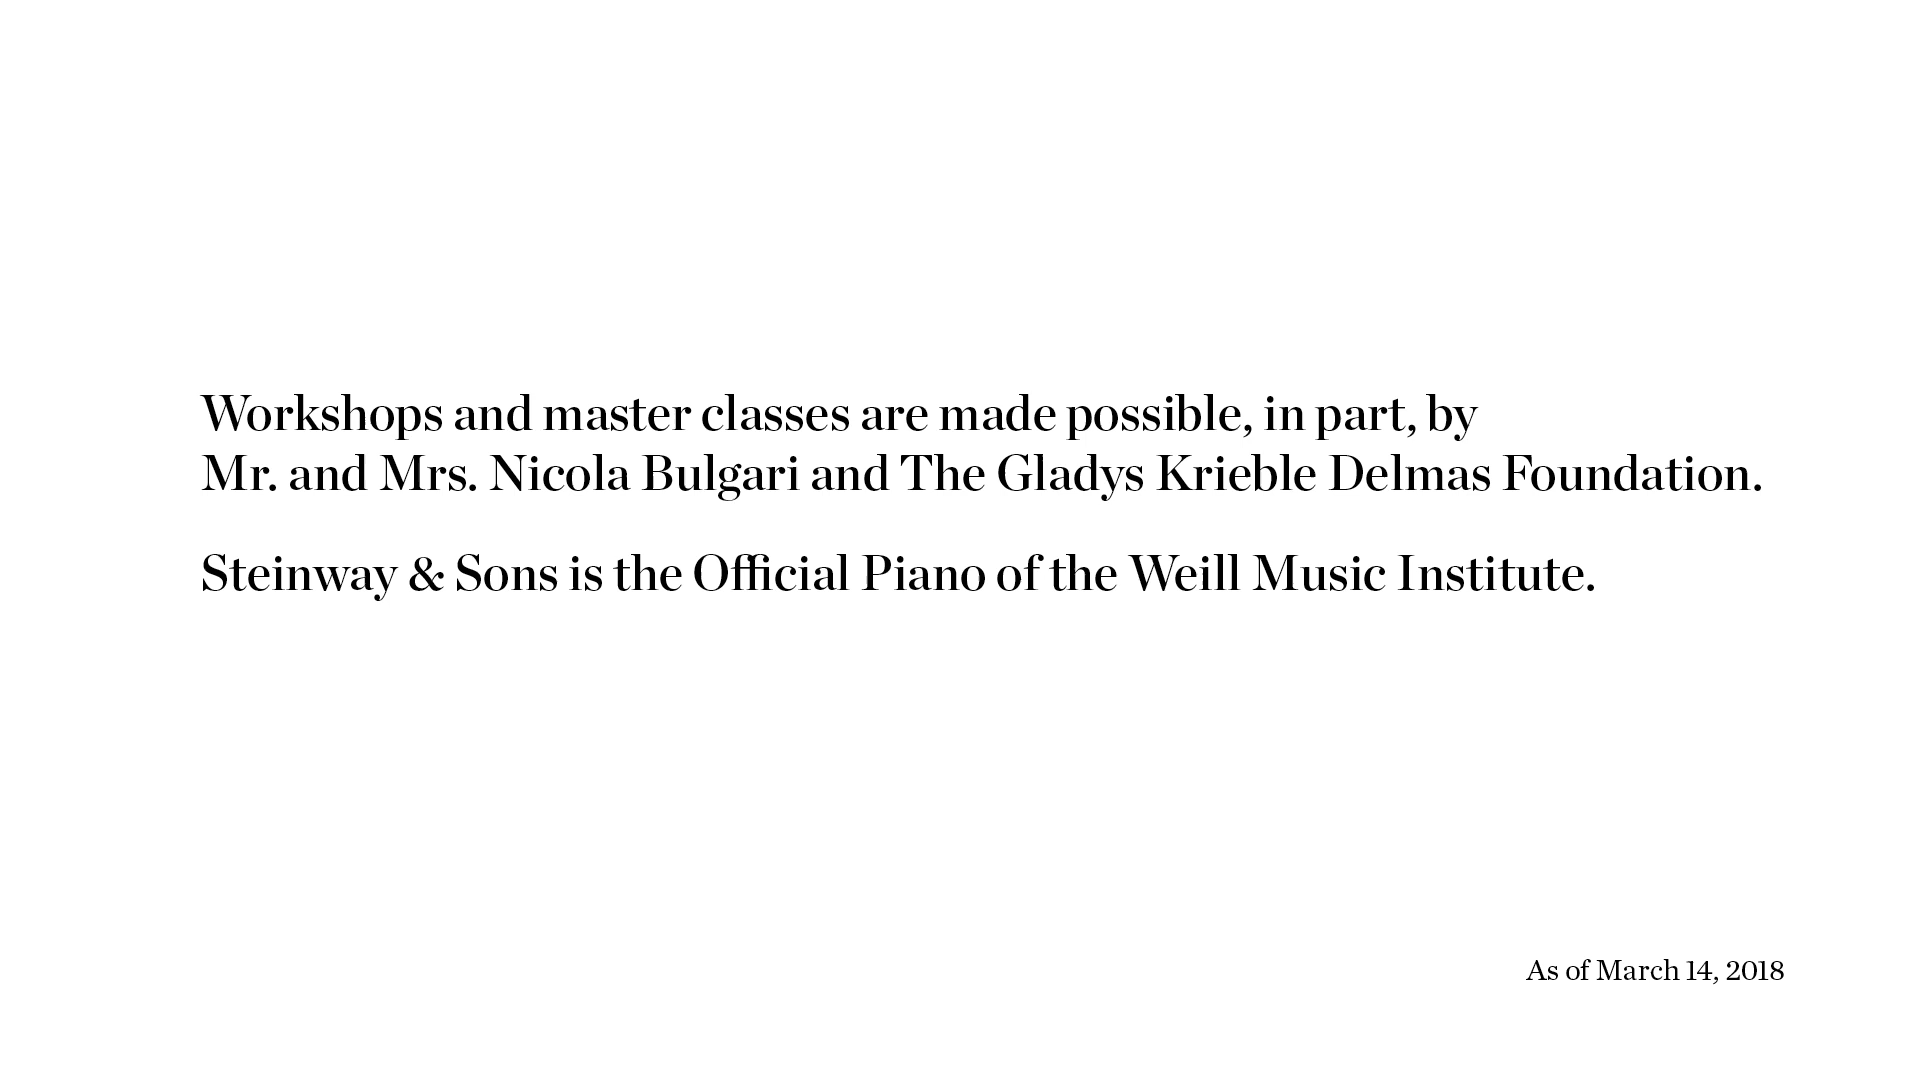 Workshops and master classes are made possible, in part, by
Mr. and Mrs. Nicola Bulgari and The Gladys Krieble Delmas Foundation.
Steinway & Sons is the Official Piano of the Weill Music Institute.
As of March 14, 2018